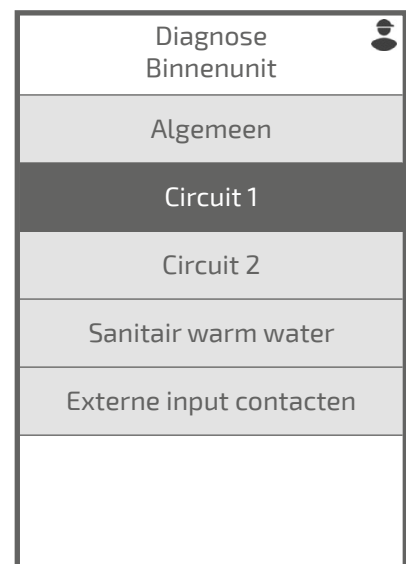 Diagnose
Binnenunit
Algemeen
Circuit 1
Circuit 2
Sanitair warm water
Externe input contacten